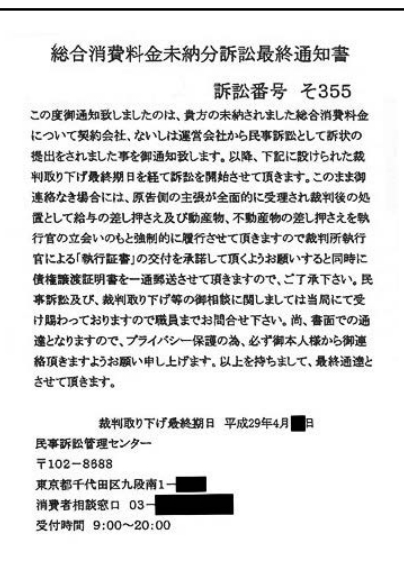 総合消費料金未納分訴訟最終通知書
訴訟番号 そ355
この度御通知致しましたのは、貴方の未納されました総合消費料金
について契約会社、ないしは運営会社から民事訴訟として訴状の
提出をされました事を御通知致します。以降、下記に設けられた裁
判取り下げ最終期日を経て訴訟を開始させて頂きます。このまま御
連絡なき場合には、原告側の主張が全面的に受理され裁判後の処
置として給与の差し押さえ及び動産物、不動産物の差し押さえを執
行官の立会いのもと強制的に履行させて頂きますので裁判所執行
官による「執行証書」の交付を承諾して頂くようお願いすると同時に
債権譲渡証明書を一通郵送させて頂きますので、ご了承下さい。民
事訴訟及び、裁判取り下げ等の御相談に関しましては当局にて受
け賜わっておりますので職員までお問合せ下さい。尚、書面での通
達となりますので、プライバシー保護の為、必ず御本人様から御連
絡頂きますようお願い申し上げます。以上を持ちまして、最終通達と
させて頂きます。
裁判取り下げ最終期日 平成29年4月 日
民事訴訟管理センター
〒102-8688
東京都千代田区九段南1-
消費者相談窓口 03-
受付時間 9:00~20:00